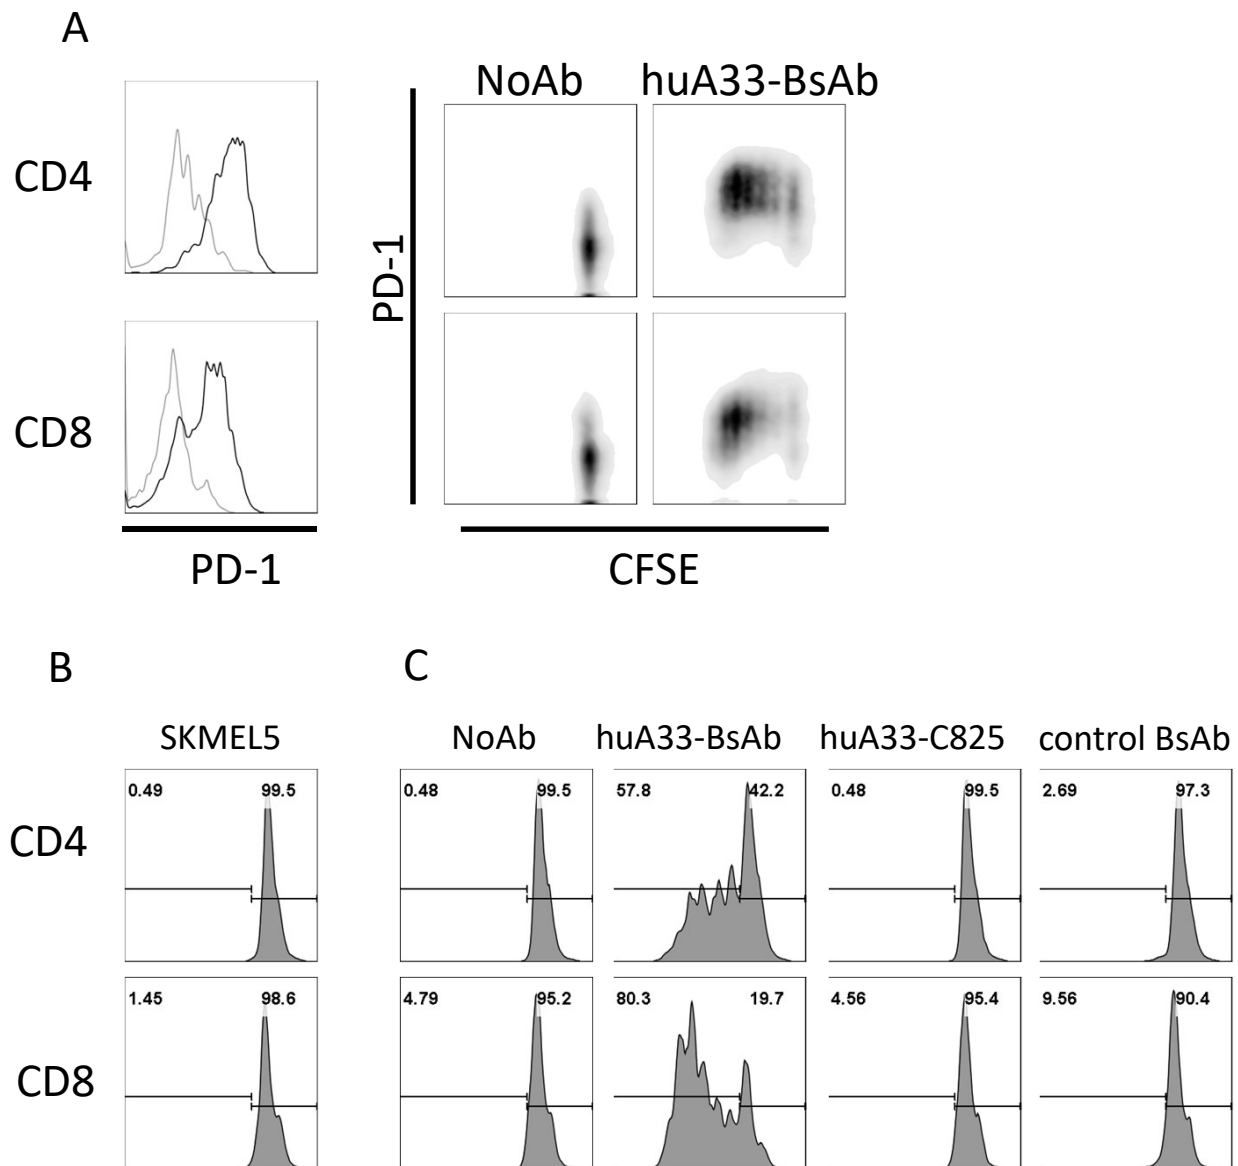 A
NoAb huA33-BsAb
CD4
PD-1
CD8
PD-1
CFSE
B
C
SKMEL5
NoAb huA33-BsAb huA33-C825 control BsAb
CD4
0.49 99.5 0.48 99.5 57.8 42.2 0.48 99.5 2.69 97.3
CD8
1.45 98.6 4.79 95.2 80.3 19.7 4.56 95.4 9.56 90.4